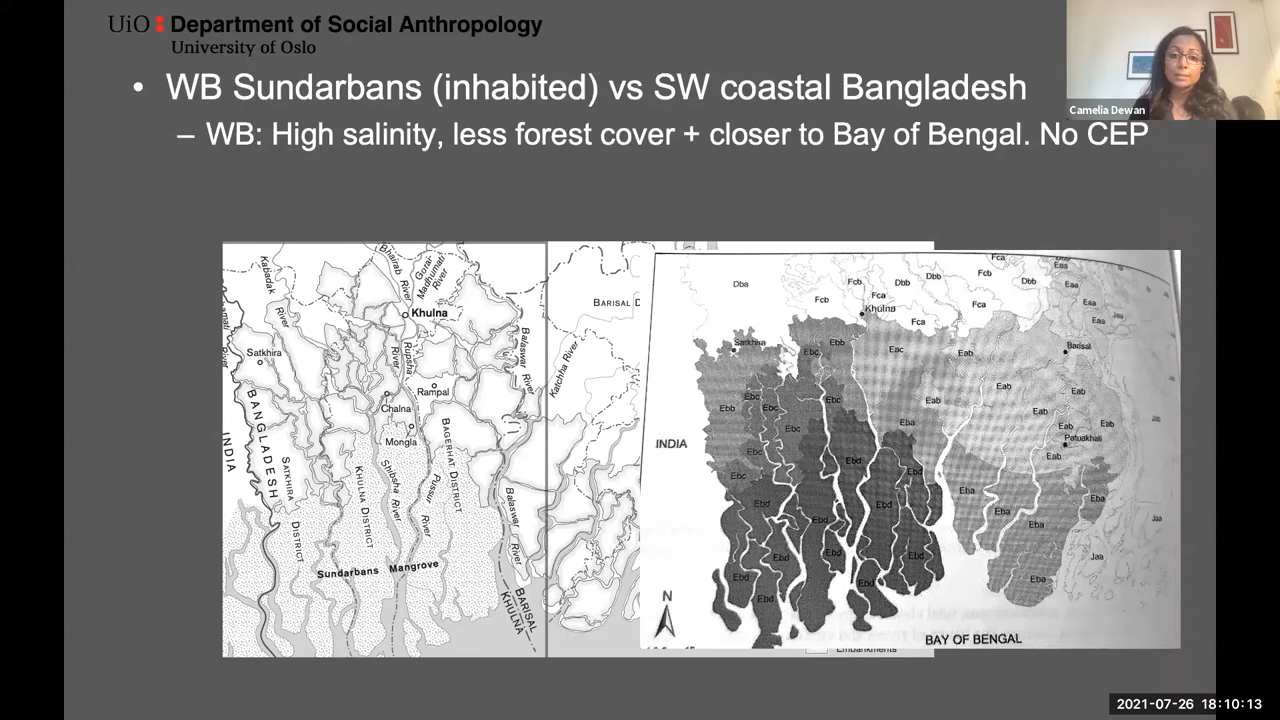 UiO Department of Social Anthropology
University of Oslo
• WB Sundarbans (inhabited) vs SW coastal Bangladesh
– WB: High salinity, less forest cover + closer to Bay of Bengal. No CEP
Camelia Dewan
Kabadak
River
Bhairab
River
Gorai-
Madhumati
River
Khulna
Satkhira
Rupsha
River
Rampal
Chalna
Mongla
Balaswar River
Katchha River
BARISAL D
INDIA
BANGLADESH
SATKHIRA
DISTRICT
KHULNA DISTRICT
Shibsha River
Passur
River
BAGERHAT DISTRICT
Balaswar
River
Sundarbans Mangrove
BARISAL
KHULNA
Embankments
Dba
Fcb
Fcb
Fca
Dbb
Dbb
Fca
Fcb
Dbb
Fca
Fca
Khulna
Eaa
Eaa
Eaa
Eaa
Satkhira
Ebc
Ebb
Eac
Eab
Barisal
Ebb
Ebc
Ebc
Ebc
Ebc
Eab
Eba
Eab
Eab
Eab
Eab
Eab
Patuakhali
Eab
INDIA
Ebc
Ebc
Ebd
Ebd
Ebd
Ebd
Ebd
Ebd
Ebd
Ebd
Ebd
Ebd
Ebd
Eba
Eba
Eba
Eba
Eba
Jaa
Jaa
N
BAY OF BENGAL
2021-07-26 18:10:13